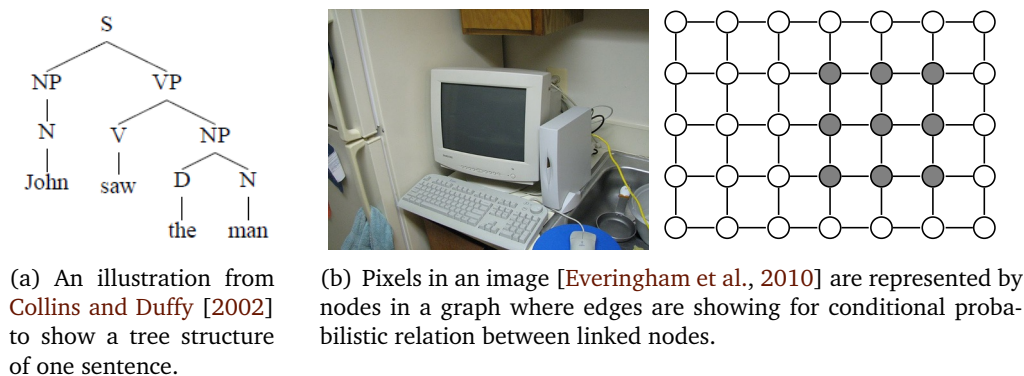 S
NP VP
N V NP
John saw D N
the man
(a) An illustration from
Collins and Duffy [2002]
to show a tree structure
of one sentence.
(b) Pixels in an image [Everingham et al., 2010] are represented by
nodes in a graph where edges are showing for conditional proba-
bilistic relation between linked nodes.